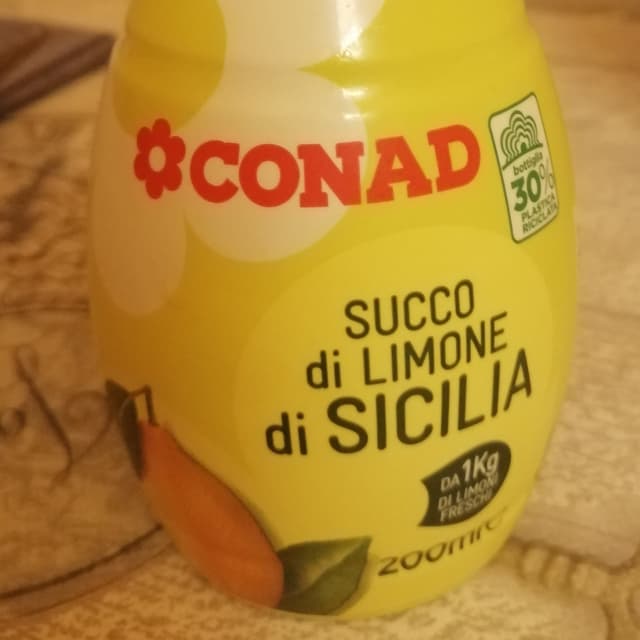 CONAD
bottiglia
30%
PLASTICA
RICICLATA
SUCCO
di LIMONE
di SICILIA
DA 1Kg
DI LIMONI
FRESCHI
200ml e